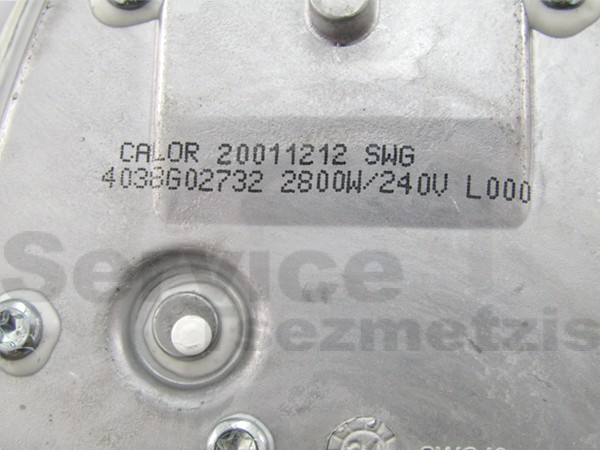 CALOR 20011212 SWG
4038G02732 2800W/240V L000
Service
sezmetzis